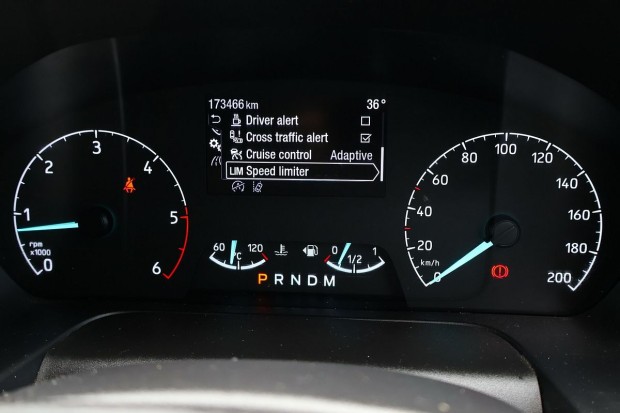 173466 km 36°
Driver alert
Cross traffic alert
Cruise control Adaptive
LIM Speed limiter
0 1 2 3 4 5 6
rpm
x1000
60 120
°C
0 1/2 1
P R N D M
0 20 40 60 80 100 120 140 160 180 200
km/h